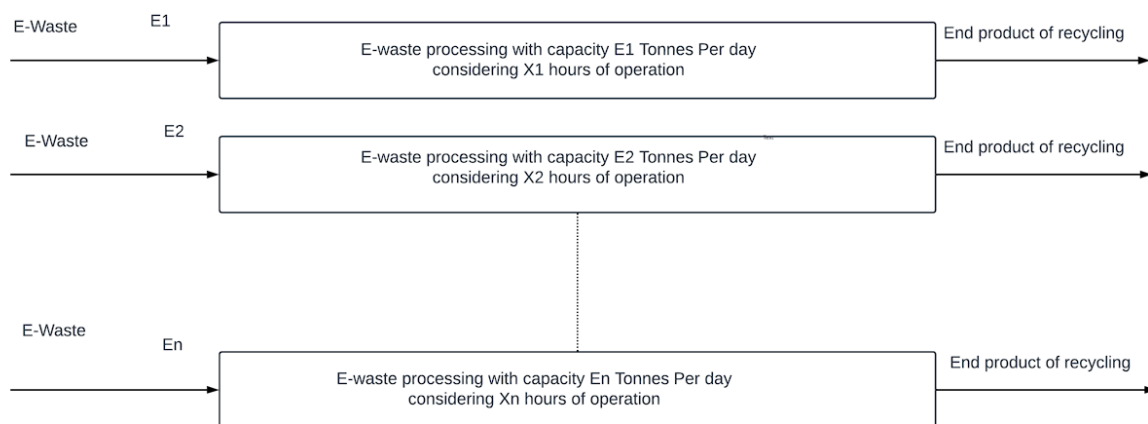 E-Waste
E1
E-waste processing with capacity E1 Tonnes Per day
considering X1 hours of operation
End product of recycling
E-Waste
E2
E-waste processing with capacity E2 Tonnes Per day
considering X2 hours of operation
End product of recycling
E-Waste
En
E-waste processing with capacity En Tonnes Per day
considering Xn hours of operation
End product of recycling